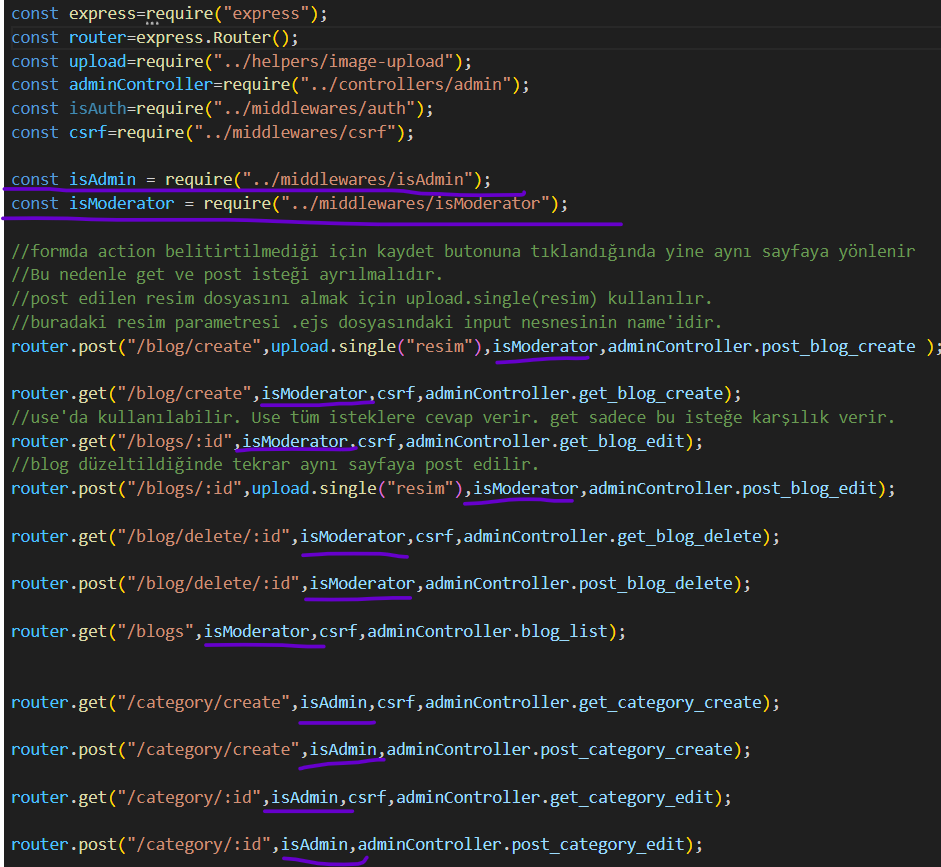 const express=require("express");
const router=express.Router();
const upload=require("../helpers/image-upload");
const adminController=require("../controllers/admin");
const isAuth=require("../middlewares/auth");
const csrf=require("../middlewares/csrf");
const isAdmin = require("../middlewares/isAdmin");
const isModerator = require("../middlewares/isModerator");
//formda action belitirtilmediği için kaydet butonuna tıklandığında yine aynı sayfaya yönlenir
//Bu nedenle get ve post isteği ayrılmalıdır.
//post edilen resim dosyasını almak için upload.single(resim) kullanılır.
//buradaki resim parametresi .ejs dosyasındaki input nesnesinin name'idir.
router.post("/blog/create",upload.single("resim"),isModerator,adminController.post_blog_create );
router.get("/blog/create",isModerator,csrf,adminController.get_blog_create);
//use'da kullanılabilir. Use tüm isteklere cevap verir. get sadece bu isteğe karşılık verir.
router.get("/blogs/:id",isModerator,csrf,adminController.get_blog_edit);
//blog düzeltildiğinde tekrar aynı sayfaya post edilir.
router.post("/blogs/:id",upload.single("resim"),isModerator,adminController.post_blog_edit);
router.get("/blog/delete/:id",isModerator,csrf,adminController.get_blog_delete);
router.post("/blog/delete/:id",isModerator,adminController.post_blog_delete);
router.get("/blogs",isModerator,csrf,adminController.blog_list);
router.get("/category/create",isAdmin,csrf,adminController.get_category_create);
router.post("/category/create",isAdmin,adminController.post_category_create);
router.get("/category/:id",isAdmin,csrf,adminController.get_category_edit);
router.post("/category/:id",isAdmin,adminController.post_category_edit);